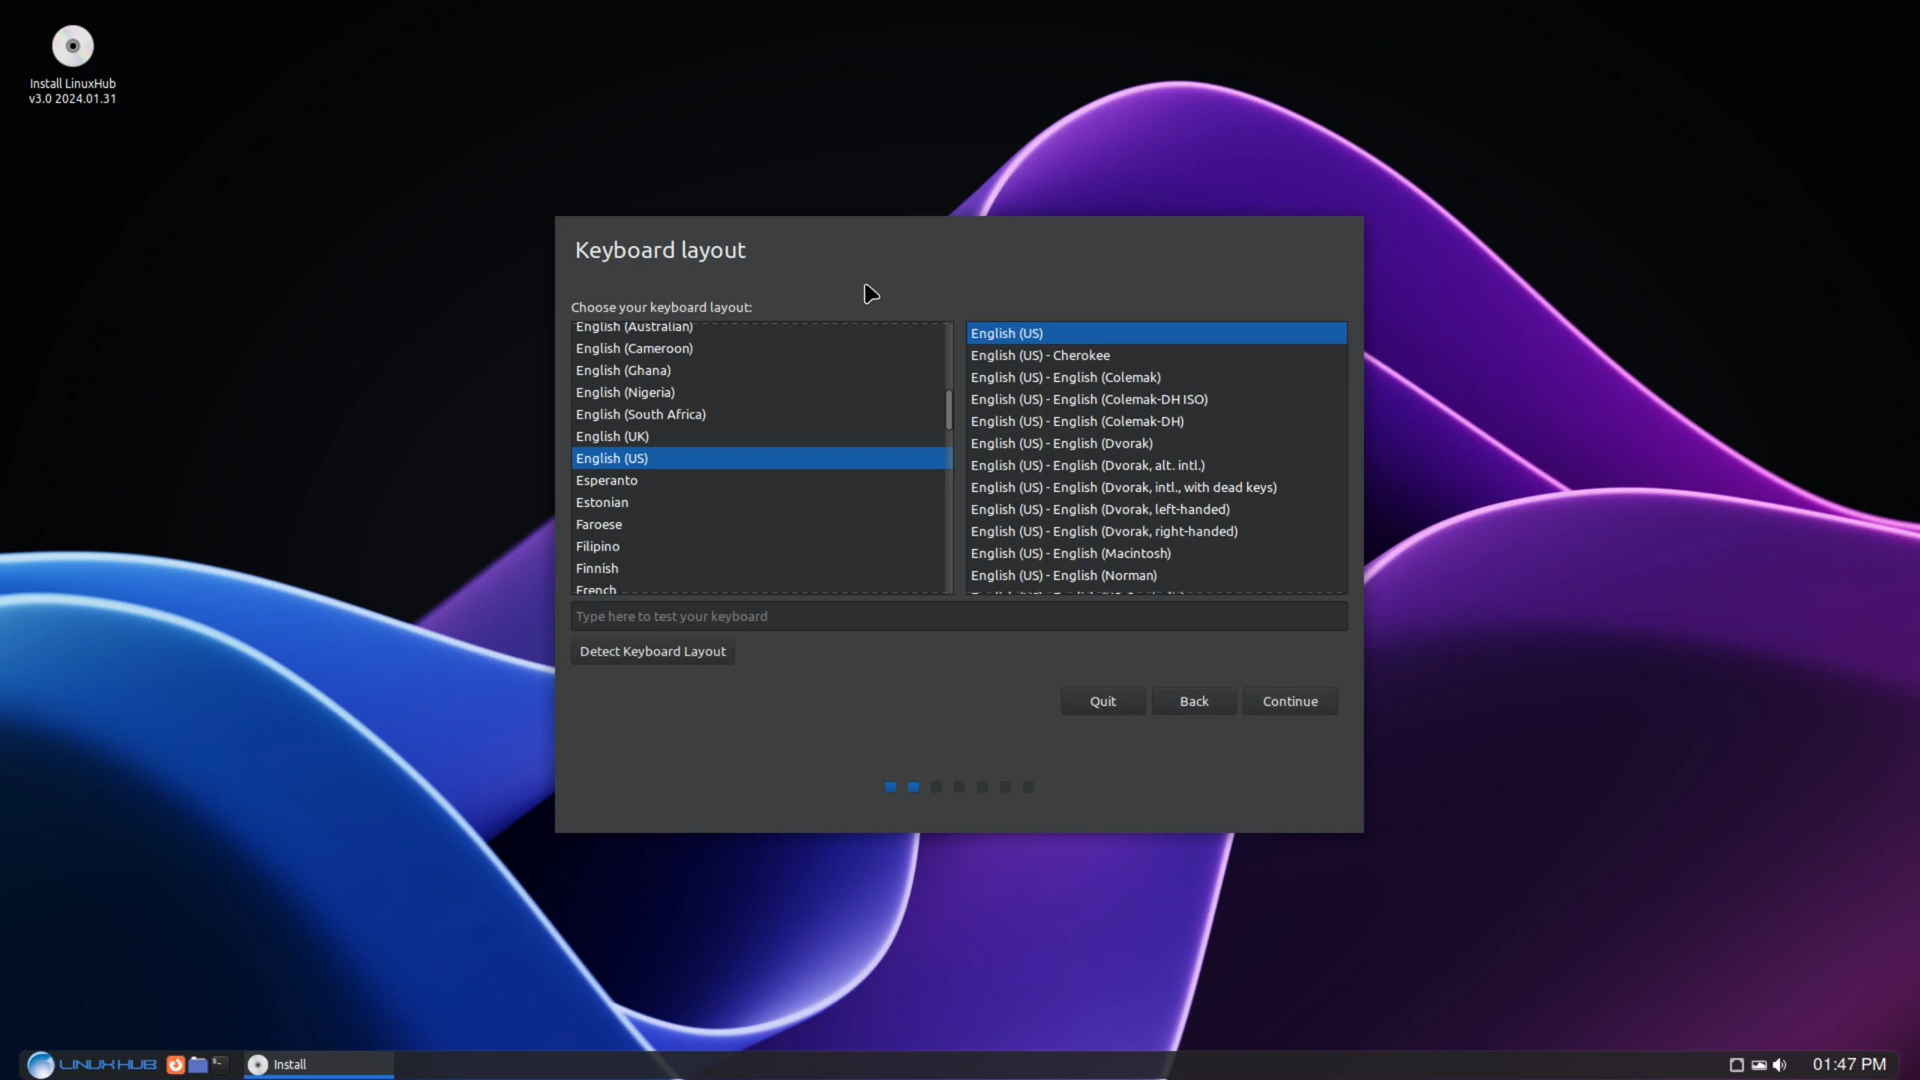 Install LinuxHub
v3.0 2024.01.31
Keyboard layout
Choose your keyboard layout:
English (Australian)
English (Cameroon)
English (Ghana)
English (Nigeria)
English (South Africa)
English (UK)
English (US)
Esperanto
Estonian
Faroese
Filipino
Finnish
French
English (US)
English (US) - Cherokee
English (US) - English (Colemak)
English (US) - English (Colemak-DH ISO)
English (US) - English (Colemak-DH)
English (US) - English (Dvorak)
English (US) - English (Dvorak, alt. intl.)
English (US) - English (Dvorak, intl., with dead keys)
English (US) - English (Dvorak, left-handed)
English (US) - English (Dvorak, right-handed)
English (US) - English (Macintosh)
English (US) - English (Norman)
Type here to test your keyboard
Detect Keyboard Layout
Quit
Back
Continue
LINUX HUB
Install
01:47 PM